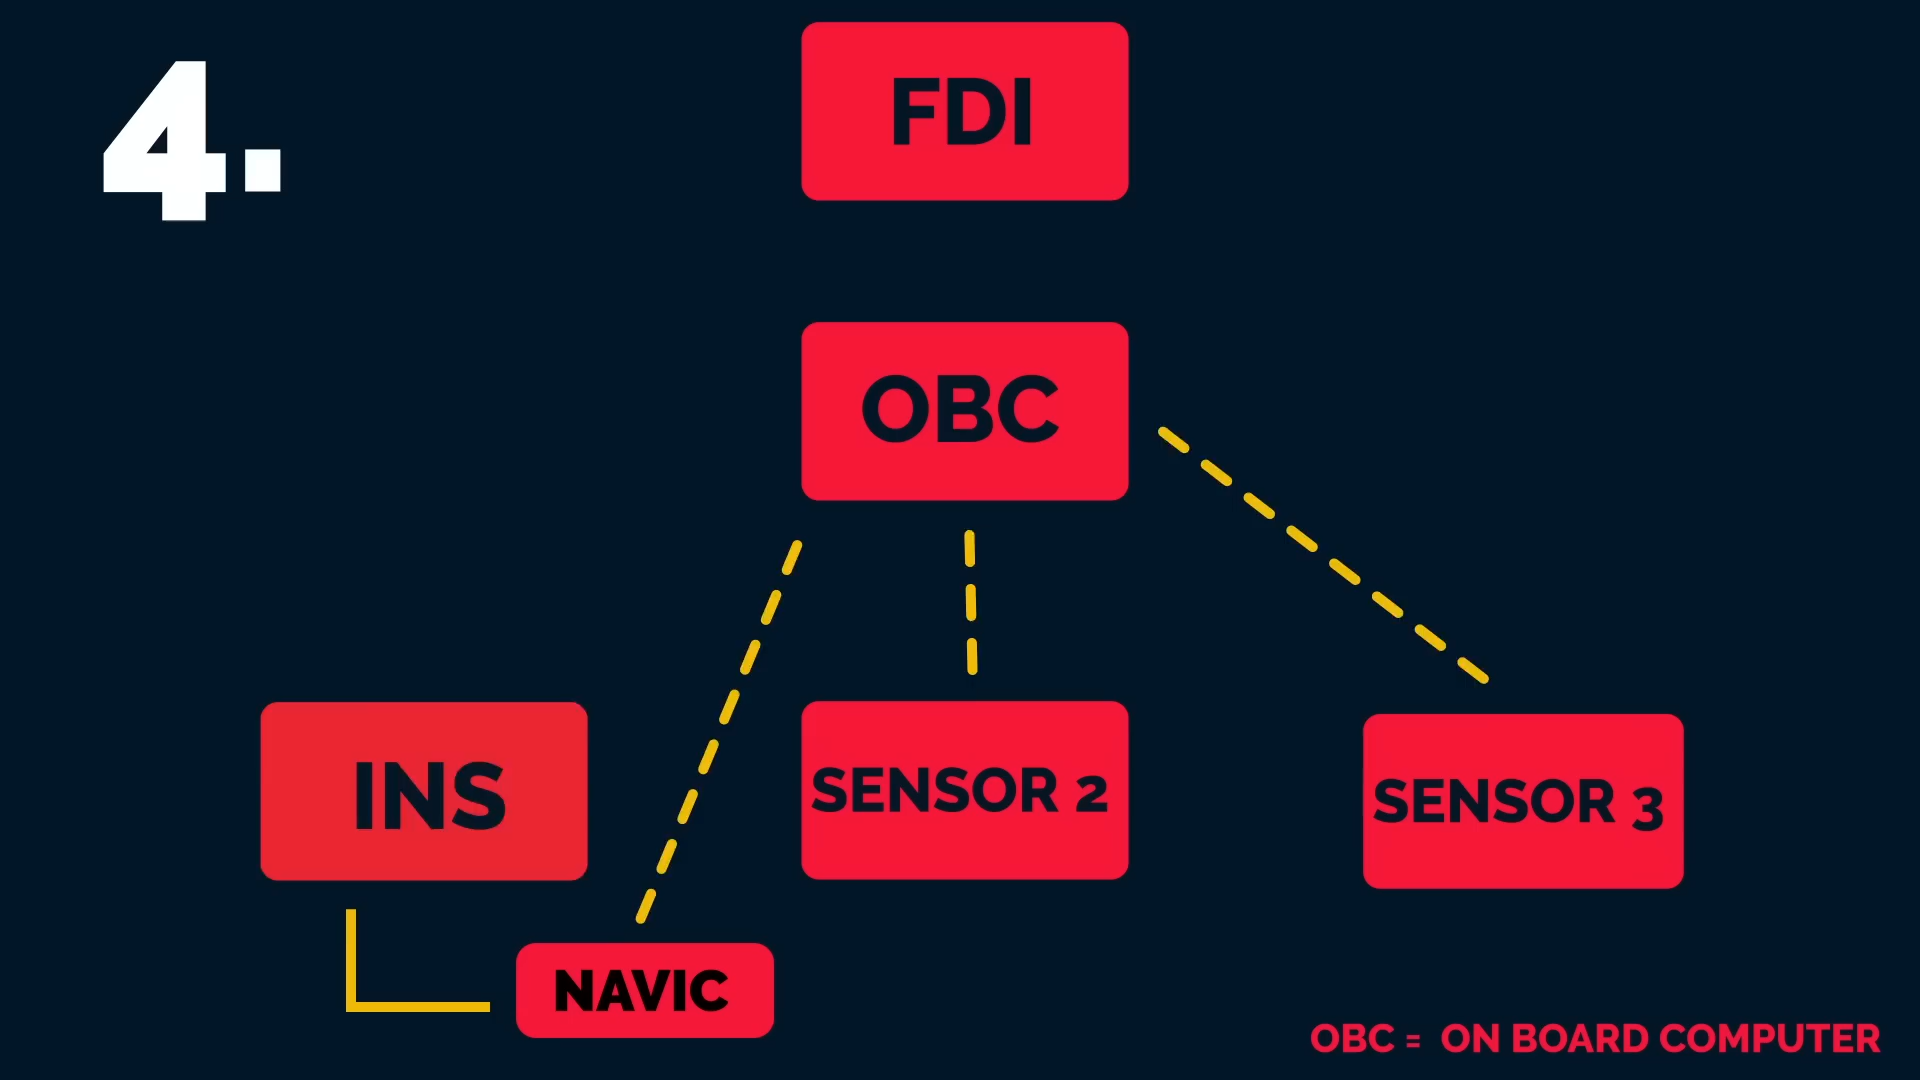 4.
FDI
OBC
INS
SENSOR 2
SENSOR 3
NAVIC
OBC = ON BOARD COMPUTER